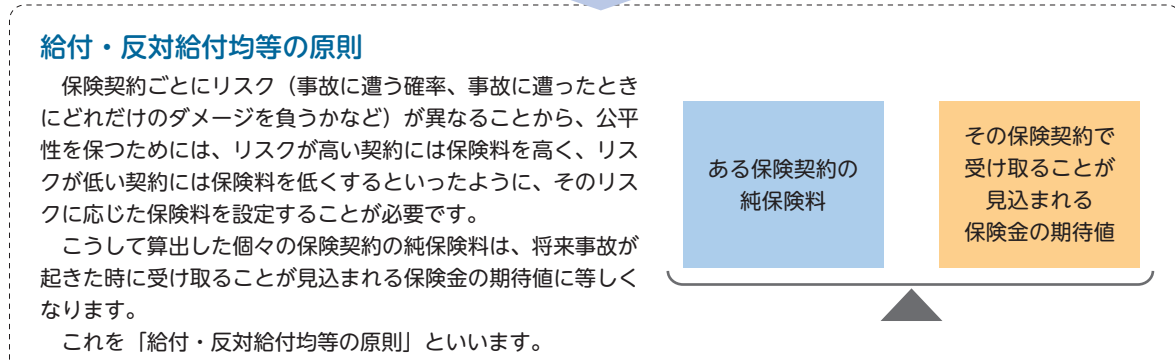 給付・反対給付均等の原則
保険契約ごとにリスク（事故に遭う確率、事故に遭ったとき
にどれだけのダメージを負うかなど）が異なることから、公平
性を保つためには、リスクが高い契約には保険料を高く、リス
クが低い契約には保険料を低くするといったように、そのリス
クに応じた保険料を設定することが必要です。
こうして算出した個々の保険契約の純保険料は、将来事故が
起きた時に受け取ることが見込まれる保険金の期待値に等しく
なります。
これを「給付・反対給付均等の原則」といいます。
ある保険契約の
純保険料
その保険契約で
受け取ることが
見込まれる
保険金の期待値